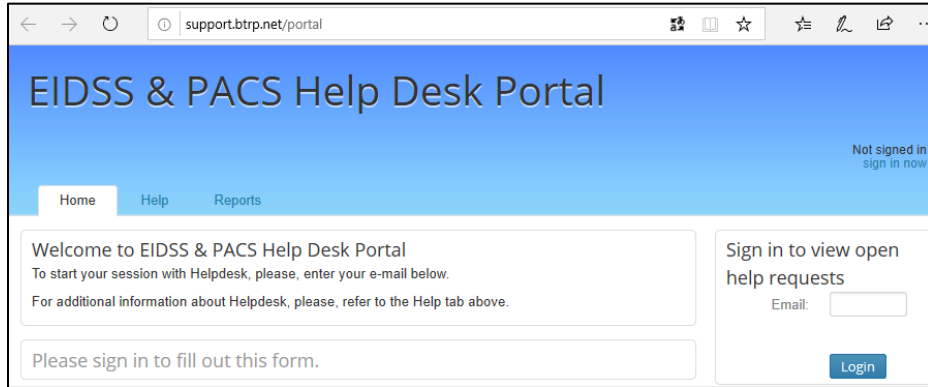 support.btrp.net/portal
EIDSS & PACS Help Desk Portal
Not signed in
sign in now
Home Help Reports
Welcome to EIDSS & PACS Help Desk Portal
To start your session with Helpdesk, please, enter your e-mail below.
For additional information about Helpdesk, please, refer to the Help tab above.
Please sign in to fill out this form.
Sign in to view open
help requests
Email:
Login